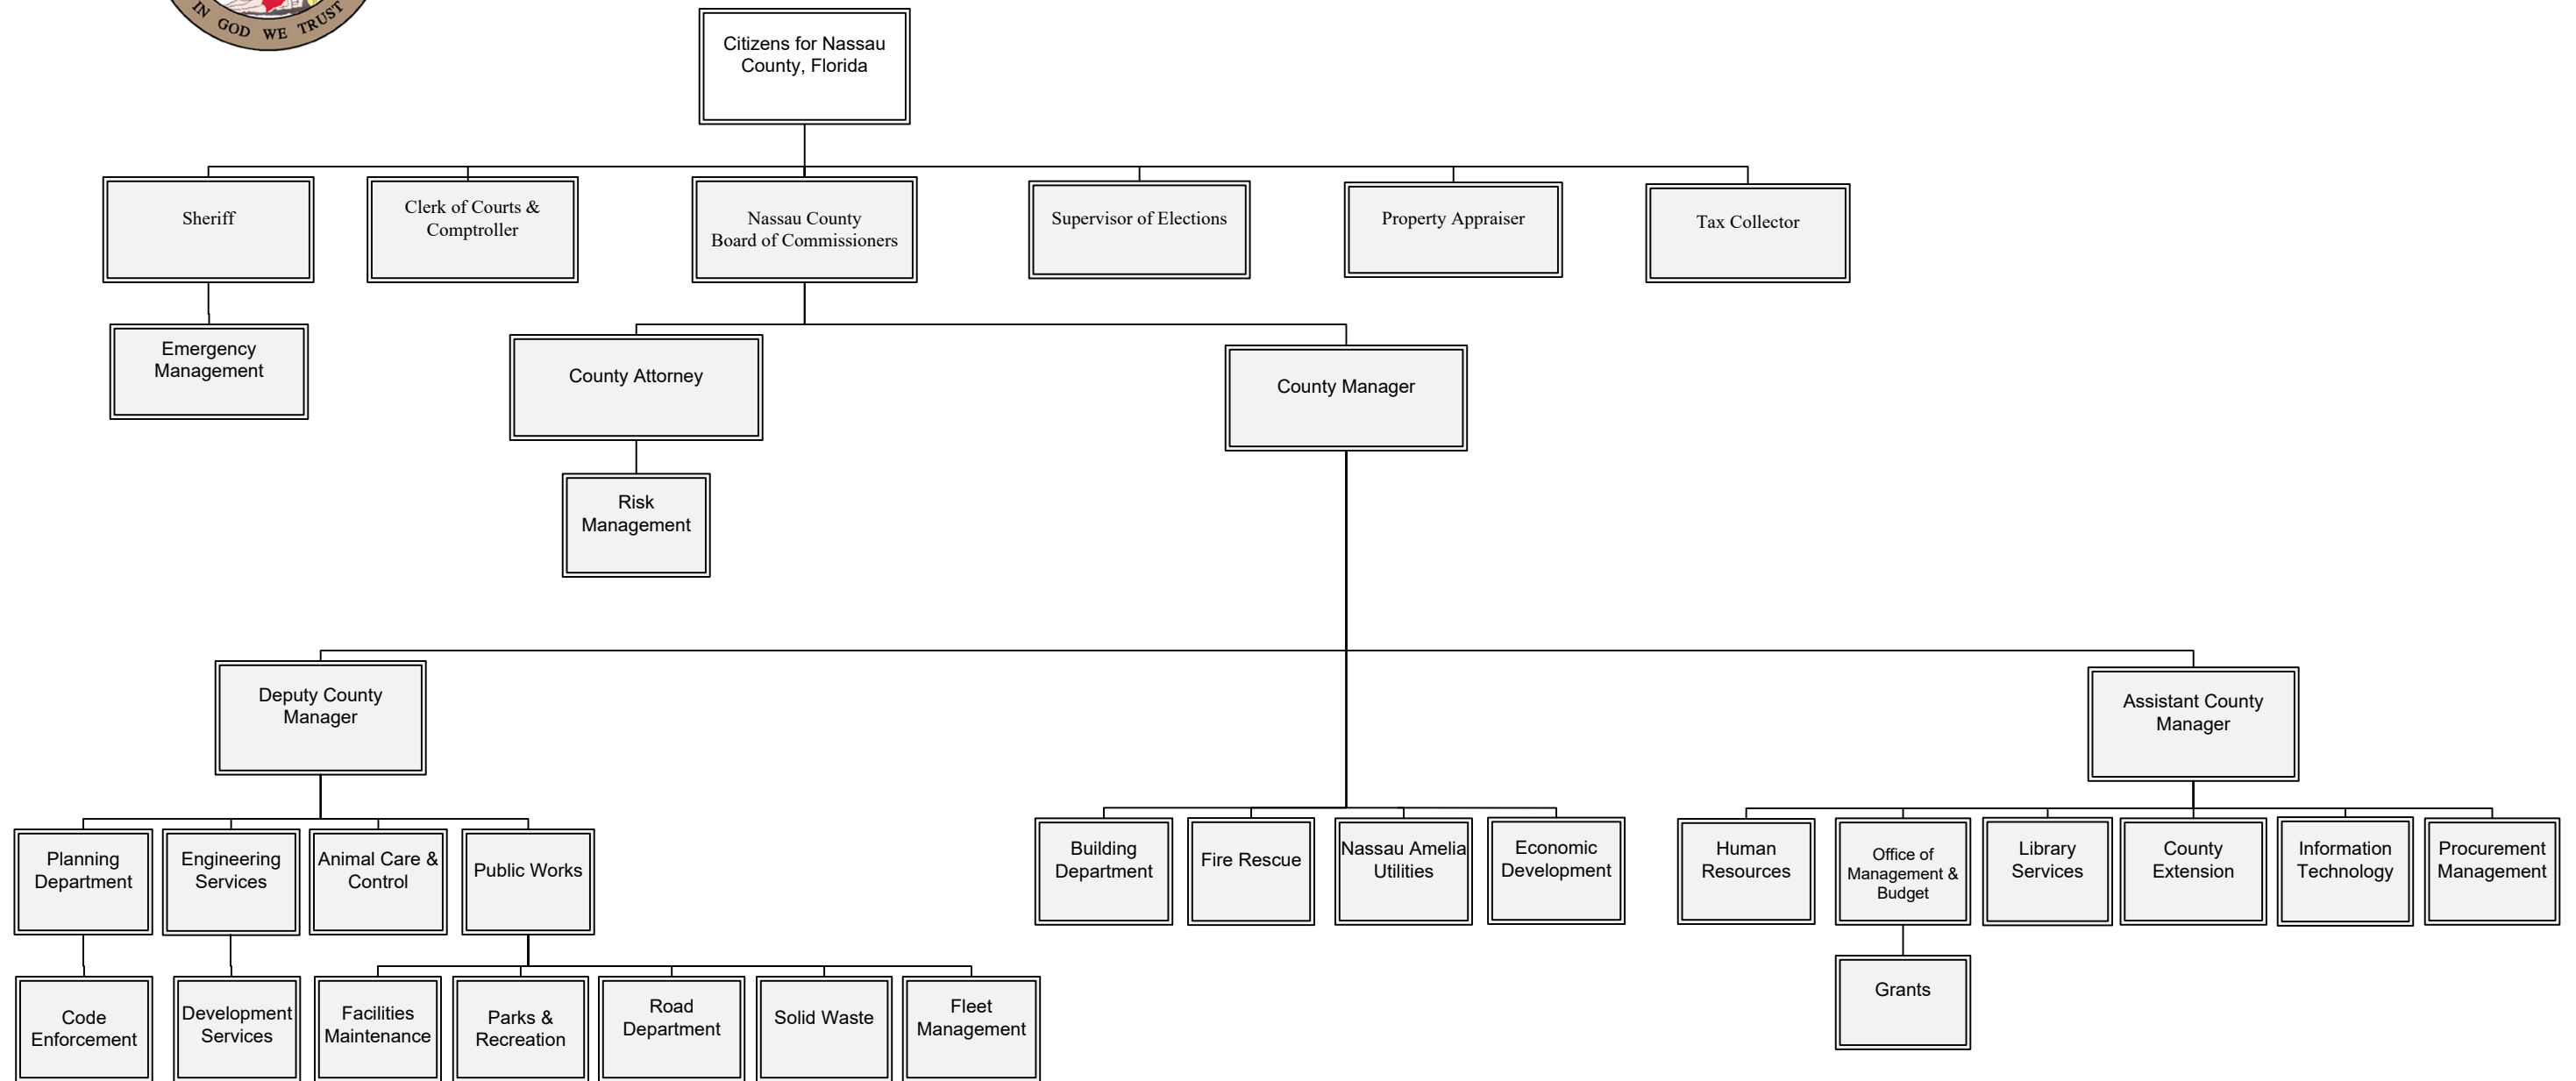 IN GOD WE TRUST
Citizens for Nassau
County, Florida
Sheriff
Clerk of Courts &
Comptroller
Nassau County
Board of Commissioners
Supervisor of Elections
Property Appraiser
Tax Collector
Emergency
Management
County Attorney
County Manager
Risk
Management
Deputy County
Manager
Assistant County
Manager
Planning
Department
Engineering
Services
Animal Care &
Control
Public Works
Building
Department
Fire Rescue
Nassau Amelia
Utilities
Economic
Development
Human
Resources
Office of
Management &
Budget
Library
Services
County
Extension
Information
Technology
Procurement
Management
Code
Enforcement
Development
Services
Facilities
Maintenance
Parks &
Recreation
Road
Department
Solid Waste
Fleet
Management
Grants